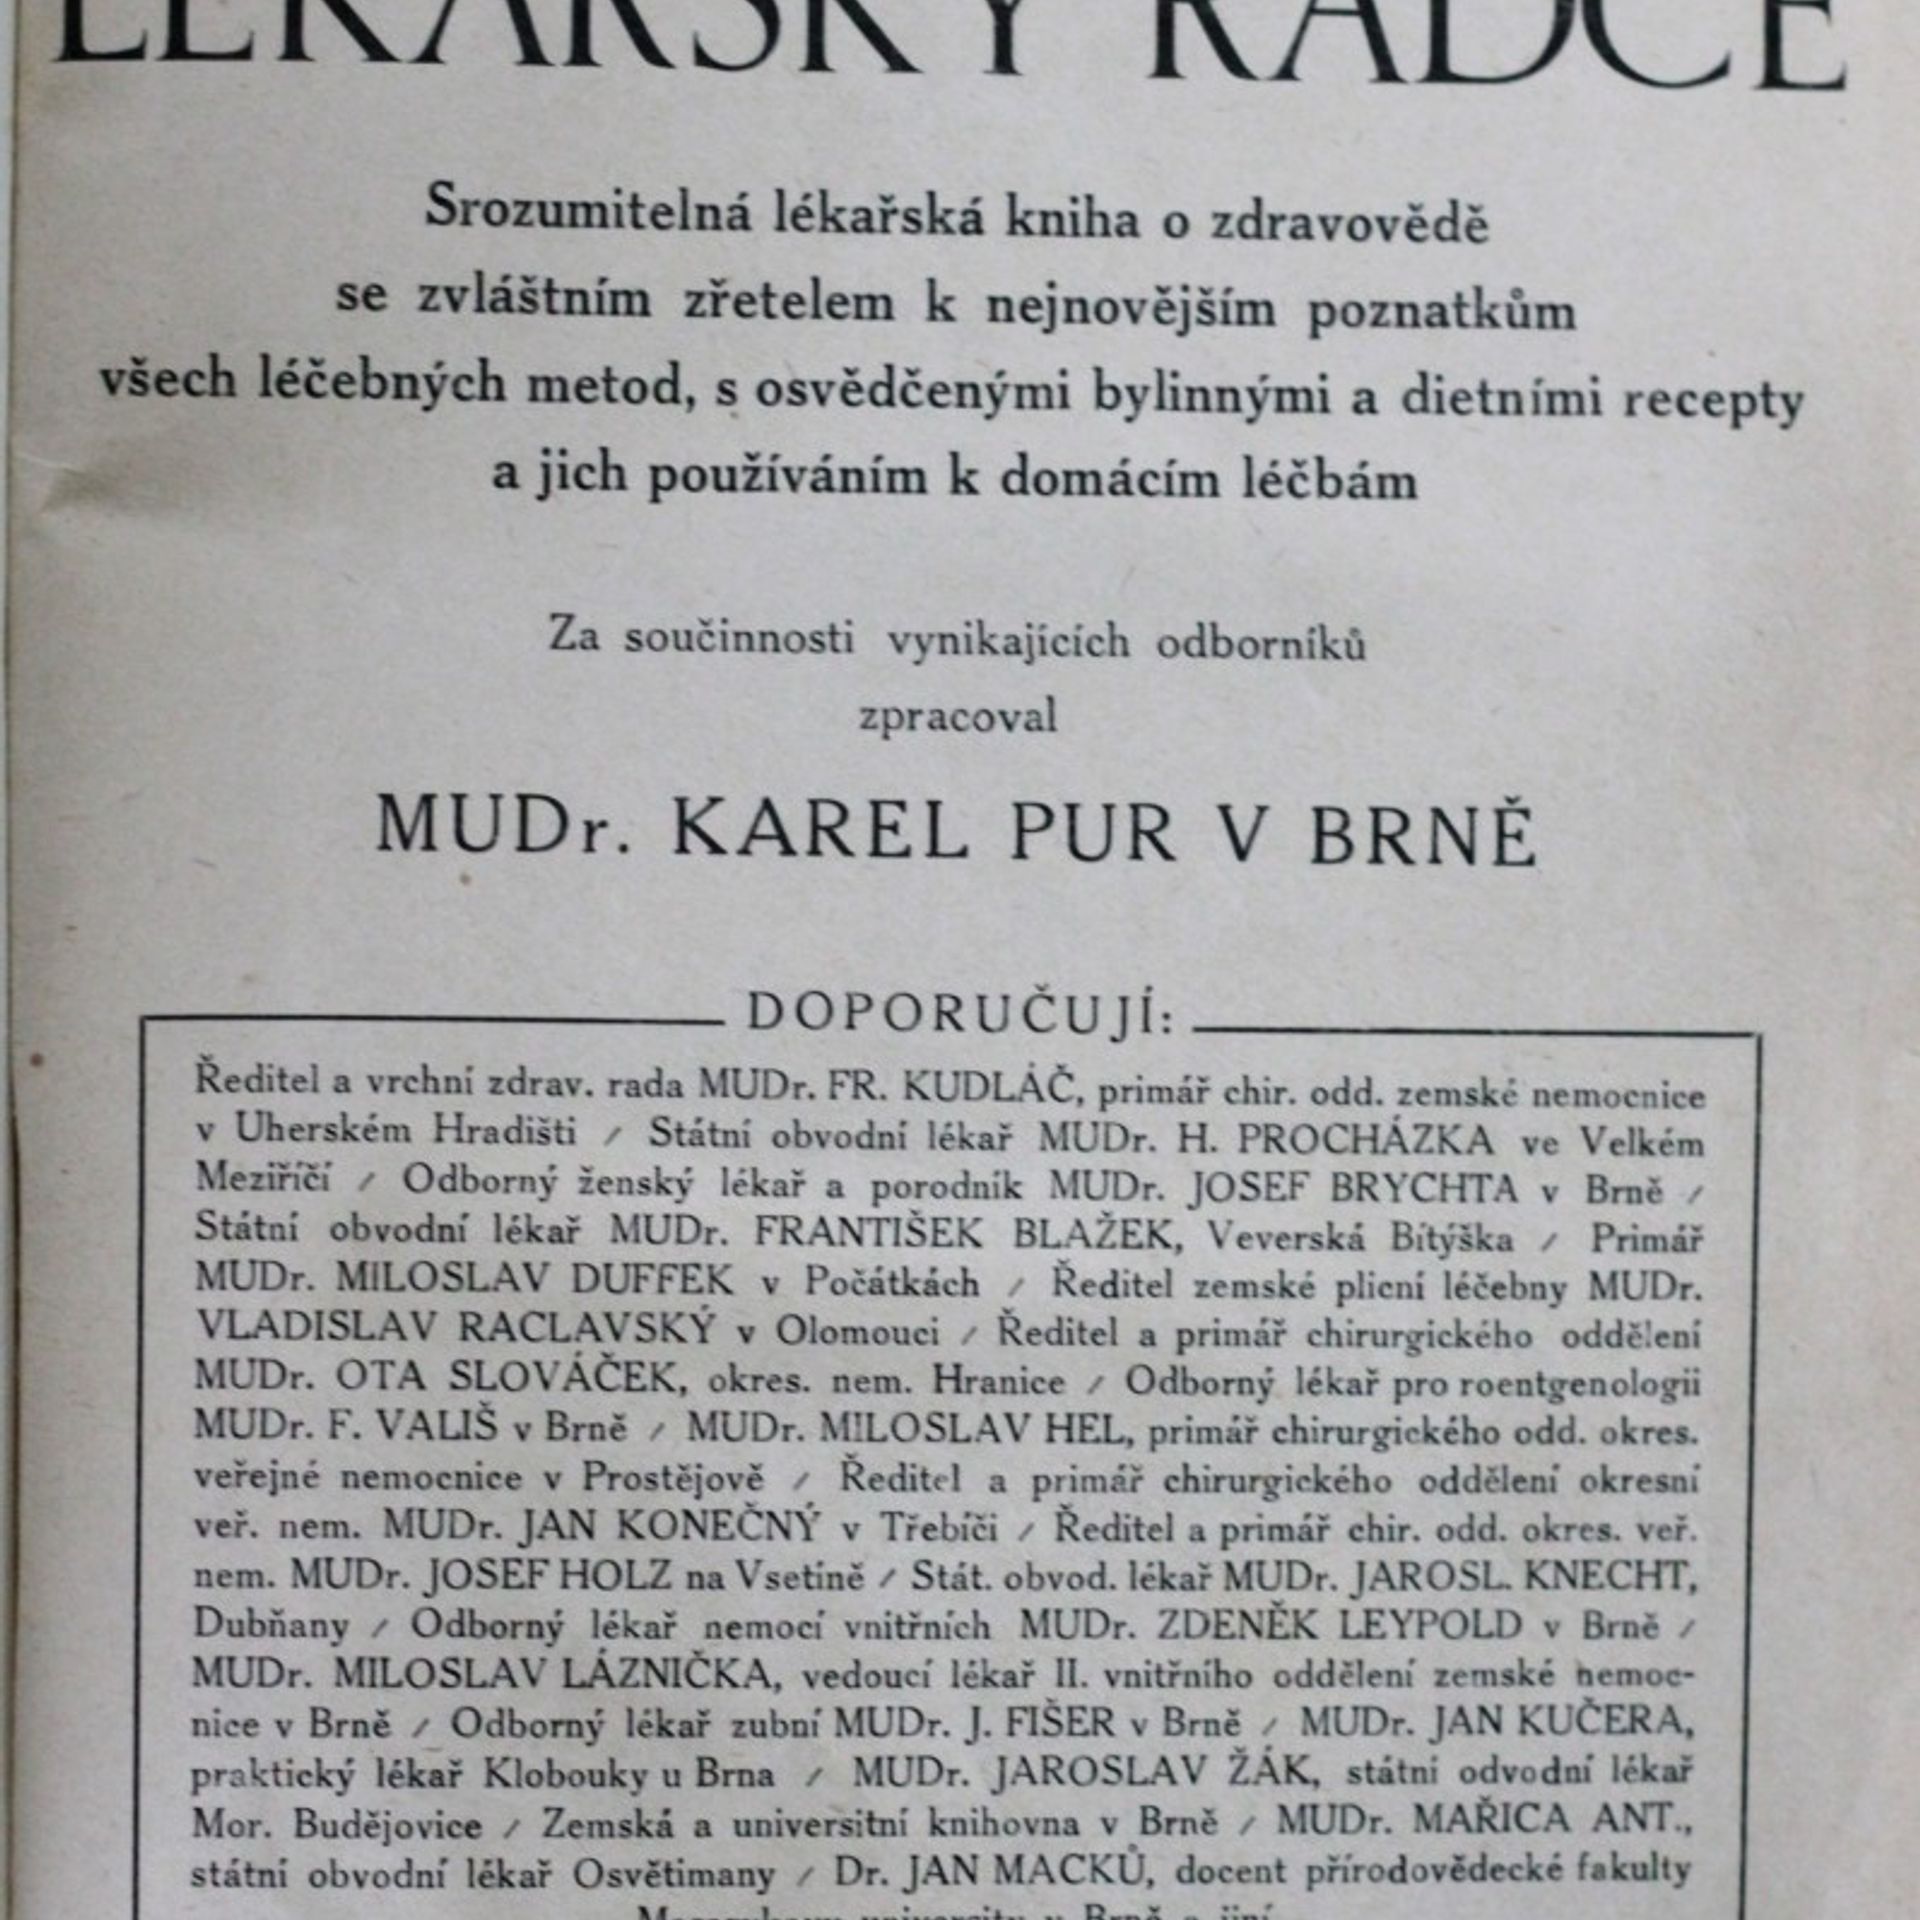 LÉKAŘSKÝ RÁDCE
Srozumitelná lékařská kniha o zdravovědě
se zvláštním zřetelem k nejnovějším poznatkům
všech léčebných metod, s osvědčenými bylinnými a dietními recepty
a jich používáním k domácím léčbám
Za součinnosti vynikajících odborníků
zpracoval
MUDr. KAREL PUR V BRNĚ
DOPORUČUJÍ:
Ředitel a vrchní zdrav. rada MUDr. FR. KUDLÁČ, primář chir. odd. zemské nemocnice
v Uherském Hradišti / Státní obvodní lékař MUDr. H. PROCHÁZKA ve Velkém
Meziříčí / Odborný ženský lékař a porodník MUDr. JOSEF BRYCHTA v Brně /
Státní obvodní lékař MUDr. FRANTIŠEK BLAŽEK, Veverská Bítýška / Primář
MUDr. MILOSLAV DUFFEK v Počátkách / Ředitel zemské plicní léčebny MUDr.
VLADISLAV RACLAVSKÝ v Olomouci / Ředitel a primář chirurgického oddělení
MUDr. OTA SLOVÁČEK, okres. nem. Hranice / Odborný lékař pro roentgenologii
MUDr. F. VALIŠ v Brně / MUDr. MILOSLAV HEL, primář chirurgického odd. okres.
veřejné nemocnice v Prostějově / Ředitel a primář chirurgického oddělení okresní
veř. nem. MUDr. JAN KONEČNÝ v Třebíči / Ředitel a primář chir. odd. okres. veř.
nem. MUDr. JOSEF HOLZ na Vsetíně / Stát. obvod. lékař MUDr. JAROSL. KNECHT,
Dubňany / Odborný lékař nemocí vnitřních MUDr. ZDENĚK LEYPOLD v Brně /
MUDr. MILOSLAV LÁZNIČKA, vedoucí lékař II. vnitřního oddělení zemské nemoc-
nice v Brně / Odborný lékař zubní MUDr. J. FIŠER v Brně / MUDr. JAN KUČERA,
praktický lékař Klobouky u Brna / MUDr. JAROSLAV ŽÁK, státní odvodní lékař
Mor. Budějovice / Zemská a universitní knihovna v Brně / MUDr. MAŘICA ANT.,
státní obvodní lékař Osvětimany / Dr. JAN MACKŮ, docent přírodovědecké fakulty
Masarykovy university v Brně a jiní